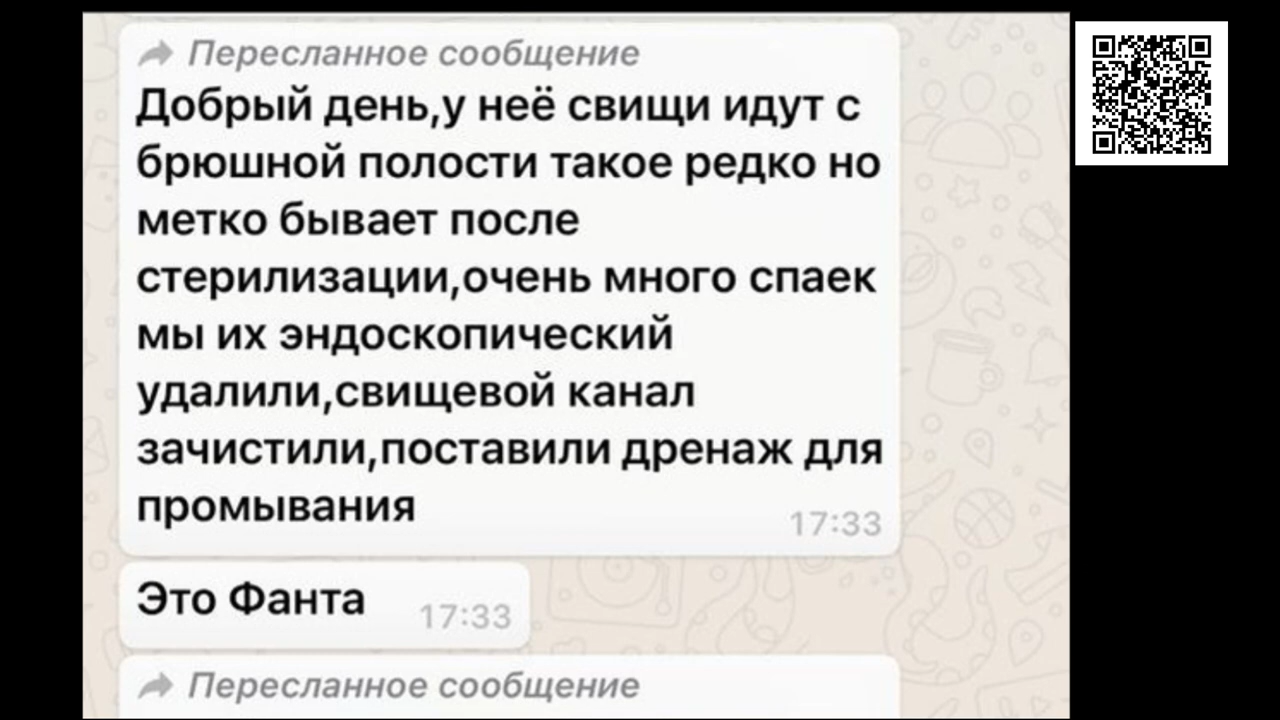 Пересланное сообщение
Добрый день,у неё свищи идут с
брюшной полости такое редко но
метко бывает после
стерилизации,очень много спаек
мы их эндоскопический
удалили,свищевой канал
зачистили,поставили дренаж для
промывания
17:33
Это Фанта
17:33
Пересланное сообщение